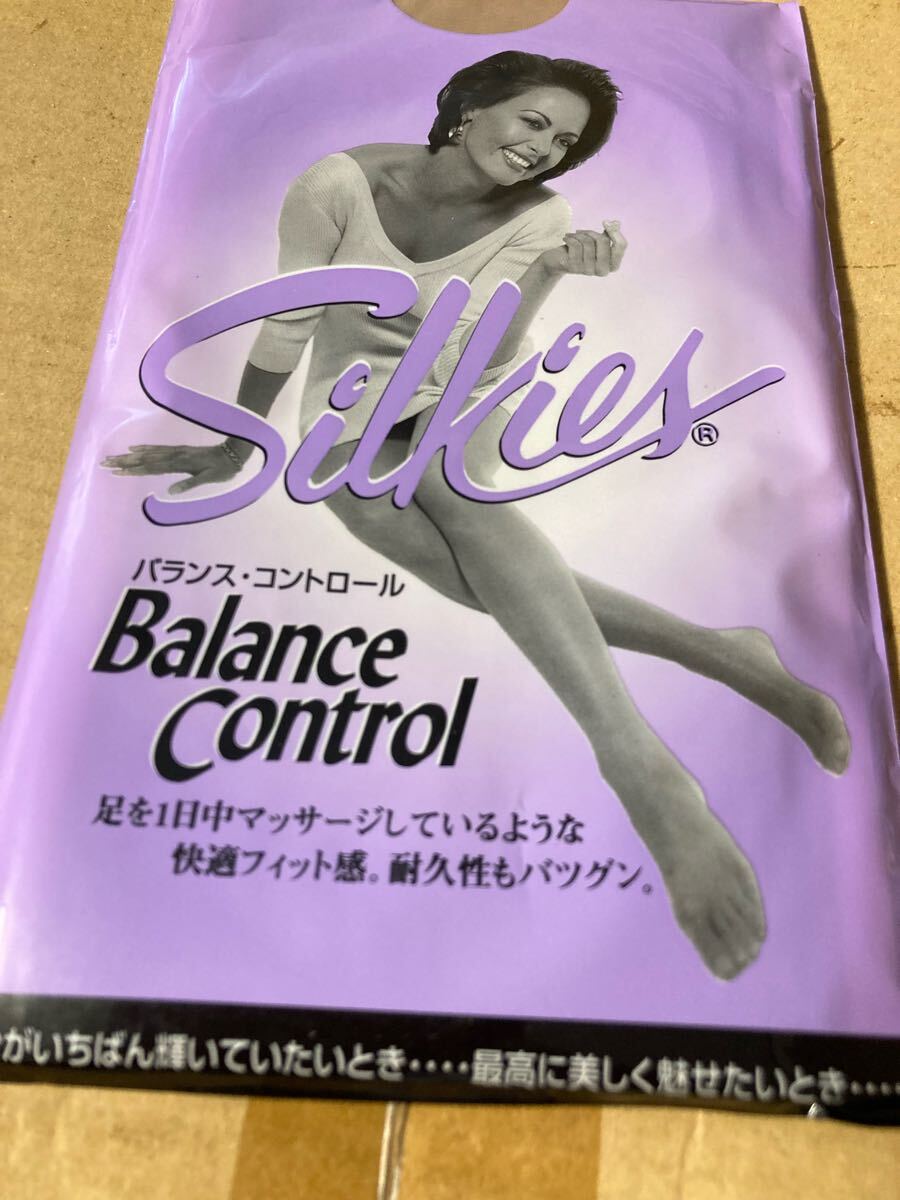 Silkies®
バランス・コントロール
Balance
Control
足を1日中マッサージしているような
快適フィット感。耐久性もバツグン。
がいちばん輝いていたいとき････最高に美しく魅せたいとき････